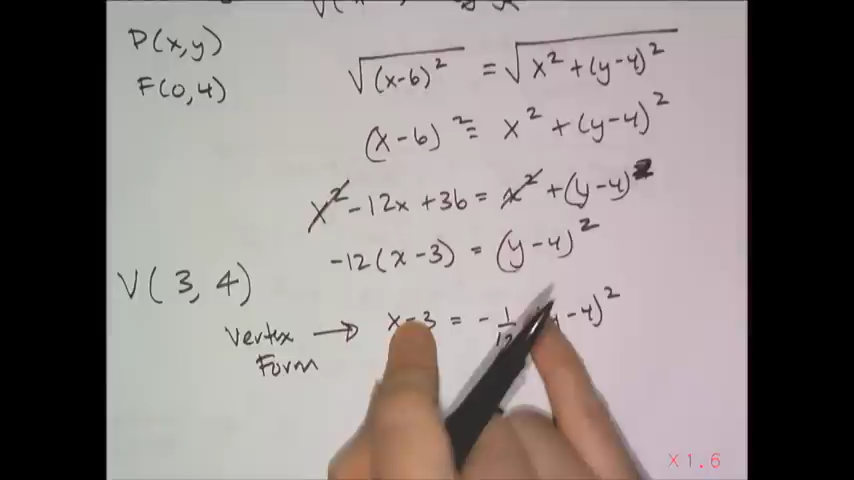 P(x,y)
F(0,4)
√(x-6)² = √x² + (y-4)²
(x-6)² = x² + (y-4)²
x² - 12x + 36 = x² + (y-4)²
-12(x-3) = (y-4)²
V(3, 4)
Vertex Form → x-3 = - 1/12 (y-4)²
X1.6